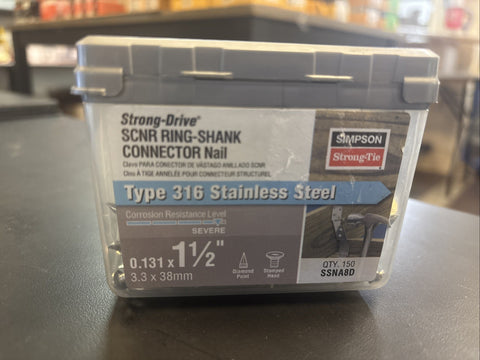 Strong-Drive®
SCNR RING-SHANK
CONNECTOR Nail
Clavo PARA CONECTOR DE VÁSTAGO ANILLADO SCNR
Clou À TIGE ANNELÉE POUR CONNECTEUR STRUCTUREL
SIMPSON
Strong-Tie
Type 316 Stainless Steel
Corrosion Resistance Level
SEVERE
0.131 x 1½"
3.3 x 38mm
Diamond
Point
Stamped
Head
QTY. 150
SSNA8D